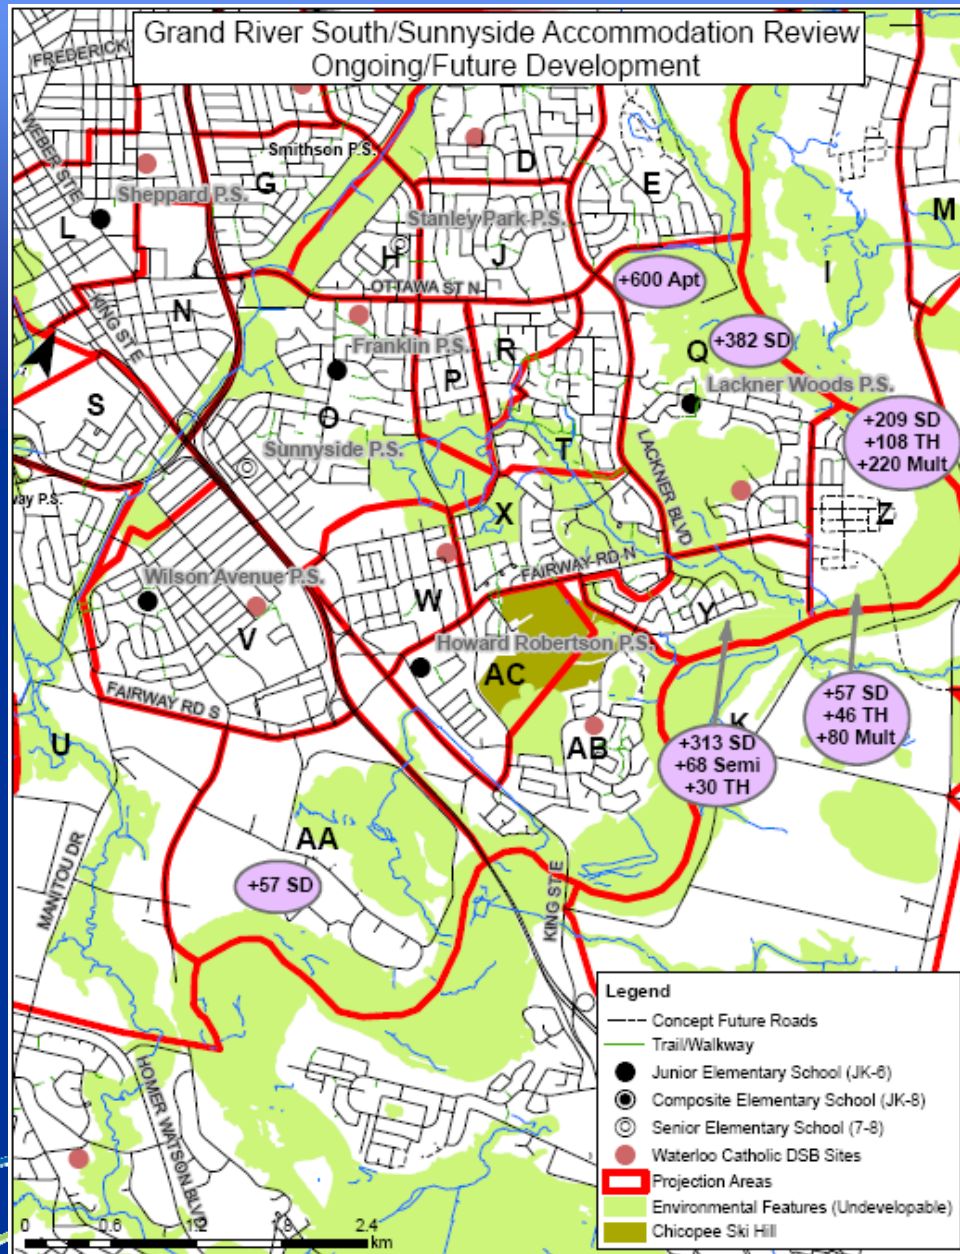 Grand River South/Sunnyside Accommodation Review
Ongoing/Future Development
FREDERICK
WEBER ST E
Smithson P.S.
G
D
E
M
Sheppard P.S.
L
Stanley Park P.S.
H
J
I
OTTAWA ST N
+600 Apt
N
KING ST E
Franklin P.S.
R
Q
+382 SD
P
Lackner Woods P.S.
S
O
+209 SD
+108 TH
+220 Mult
Sunnyside P.S.
T
LACKNER BLVD
way P.S.
X
Z
FAIRWAY RD N
Wilson Avenue P.S.
W
Y
V
Howard Robertson P.S.
AC
FAIRWAY RD S
+57 SD
+46 TH
+80 Mult
U
K
AB
+313 SD
+68 Semi
+30 TH
AA
MANITOU DR
+57 SD
KING ST E
HOMER WATSON BLVD
Legend
Concept Future Roads
Trail/Walkway
Junior Elementary School (JK-6)
Composite Elementary School (JK-8)
Senior Elementary School (7-8)
Waterloo Catholic DSB Sites
Projection Areas
Environmental Features (Undevelopable)
Chicopee Ski Hill
0 0.6 1.2 1.8 2.4
km